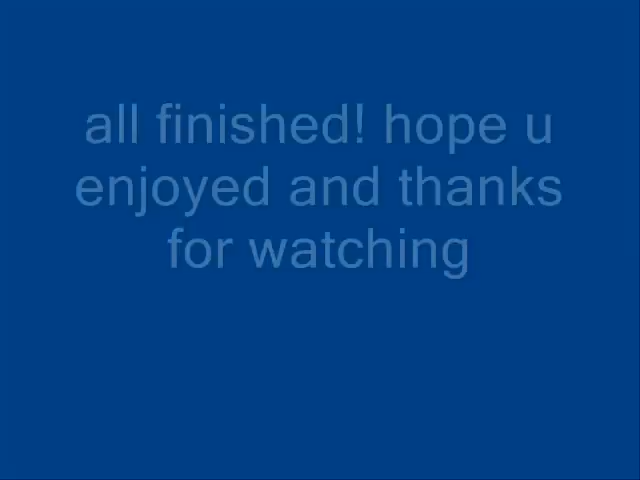 all finished! hope u
enjoyed and thanks
for watching